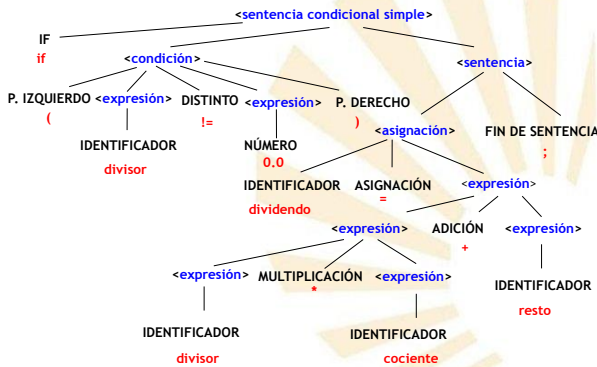 <sentencia condicional simple>
IF
if
<condición>
<sentencia>
P. IZQUIERDO <expresión> DISTINTO <expresión> P. DERECHO
( != )
<asignación> FIN DE SENTENCIA
;
IDENTIFICADOR
divisor
NÚMERO
0.0
IDENTIFICADOR ASIGNACIÓN <expresión>
dividendo =
<expresión> ADICIÓN <expresión>
+
<expresión> MULTIPLICACIÓN <expresión>
*
IDENTIFICADOR
resto
IDENTIFICADOR IDENTIFICADOR
divisor cociente